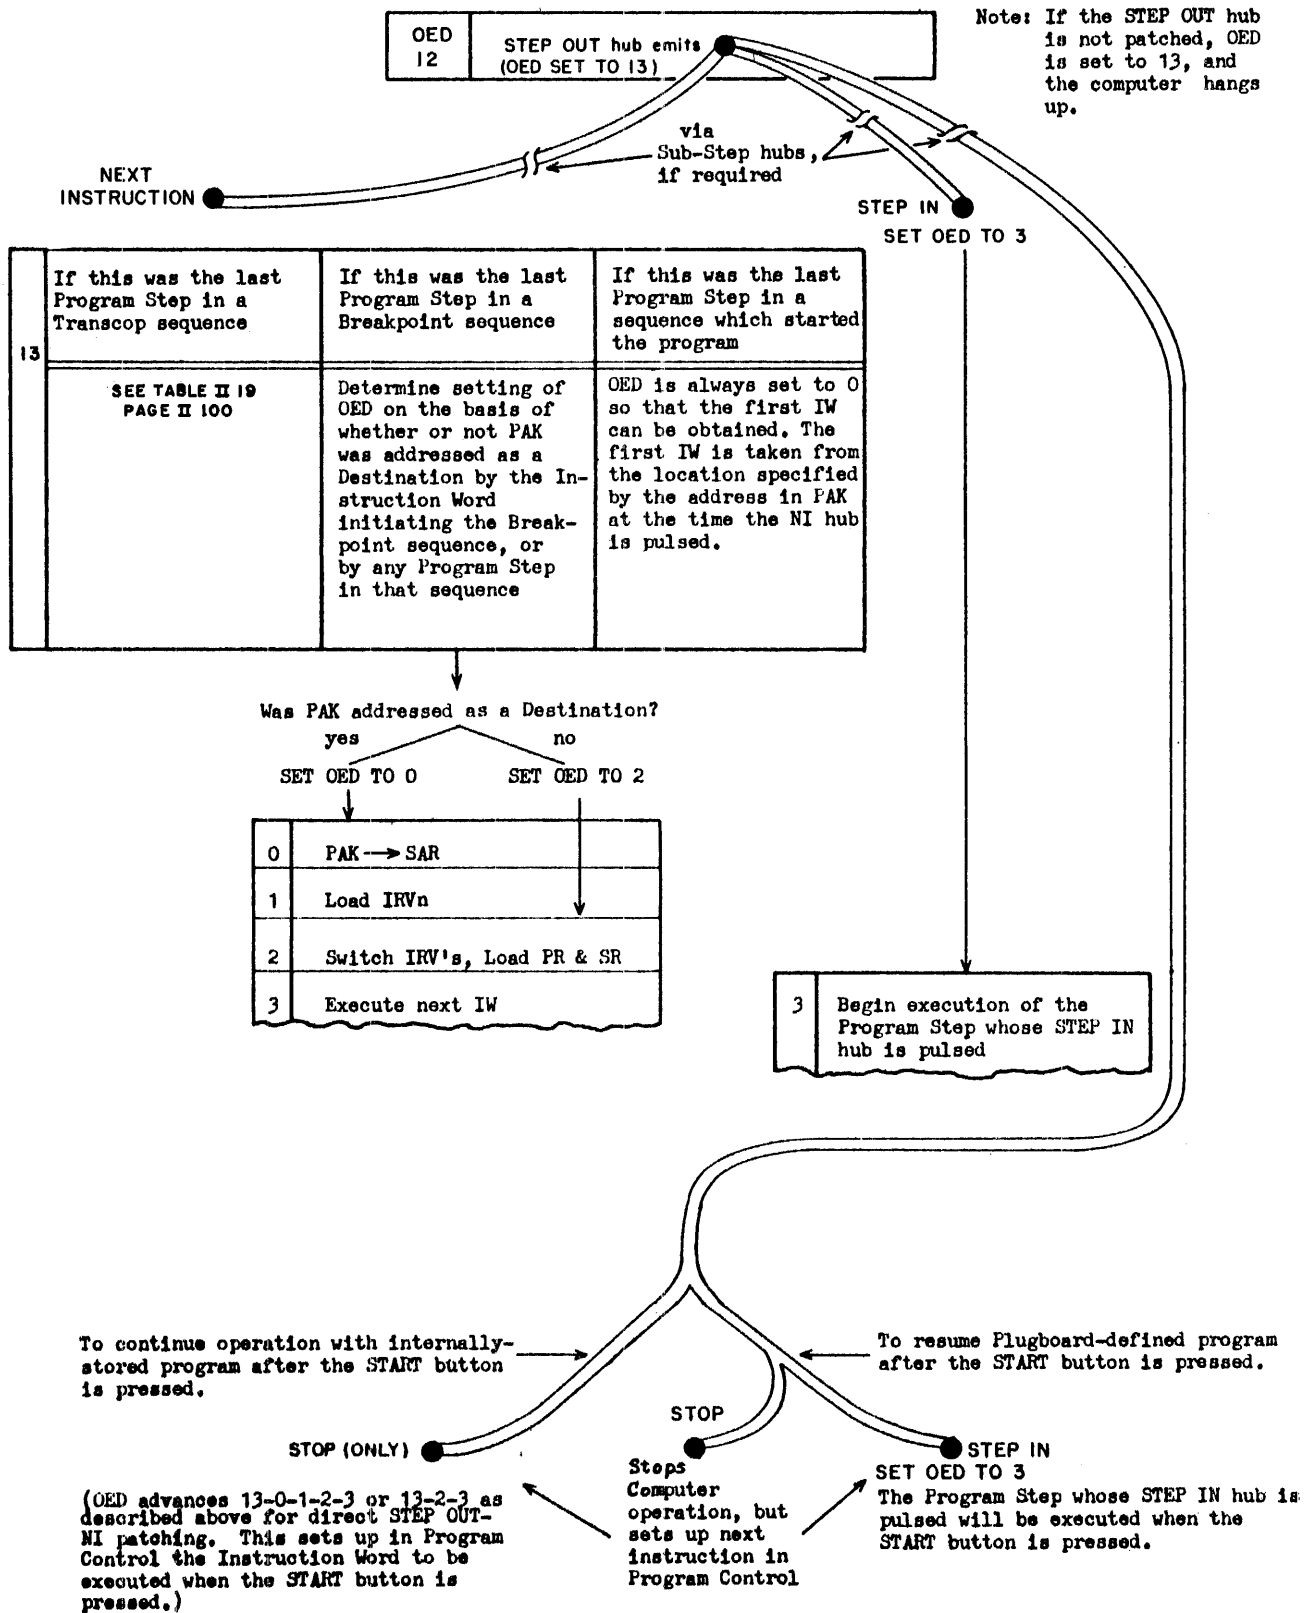 OED
12
STEP OUT hub emits
(OED SET TO 13)
Note: If the STEP OUT hub
is not patched, OED
is set to 13, and
the computer hangs
up.
via
Sub-Step hubs,
if required
NEXT
INSTRUCTION
STEP IN
SET OED TO 3
13
If this was the last
Program Step in a
Transcop sequence
If this was the last
Program Step in a
Breakpoint sequence
If this was the last
Program Step in a
sequence which started
the program
SEE TABLE II 19
PAGE II 100
Determine setting of
OED on the basis of
whether or not PAK
was addressed as a
Destination by the In-
struction Word
initiating the Break-
point sequence, or
by any Program Step
in that sequence
OED is always set to 0
so that the first IW
can be obtained. The
first IW is taken from
the location specified
by the address in PAK
at the time the NI hub
is pulsed.
Was PAK addressed as a Destination?
yes no
SET OED TO 0 SET OED TO 2
0 PAK → SAR
1 Load IRVn
2 Switch IRV's, Load PR & SR
3 Execute next IW
3 Begin execution of the
Program Step whose STEP IN
hub is pulsed
To continue operation with internally-
stored program after the START button
is pressed.
To resume Plugboard-defined program
after the START button is pressed.
STOP (ONLY)
STOP
STEP IN
SET OED TO 3
(OED advances 13-0-1-2-3 or 13-2-3 as
described above for direct STEP OUT-
NI patching. This sets up in Program
Control the Instruction Word to be
executed when the START button is
pressed.)
Stops
Computer
operation, but
sets up next
instruction in
Program Control
The Program Step whose STEP IN hub is
pulsed will be executed when the
START button is pressed.